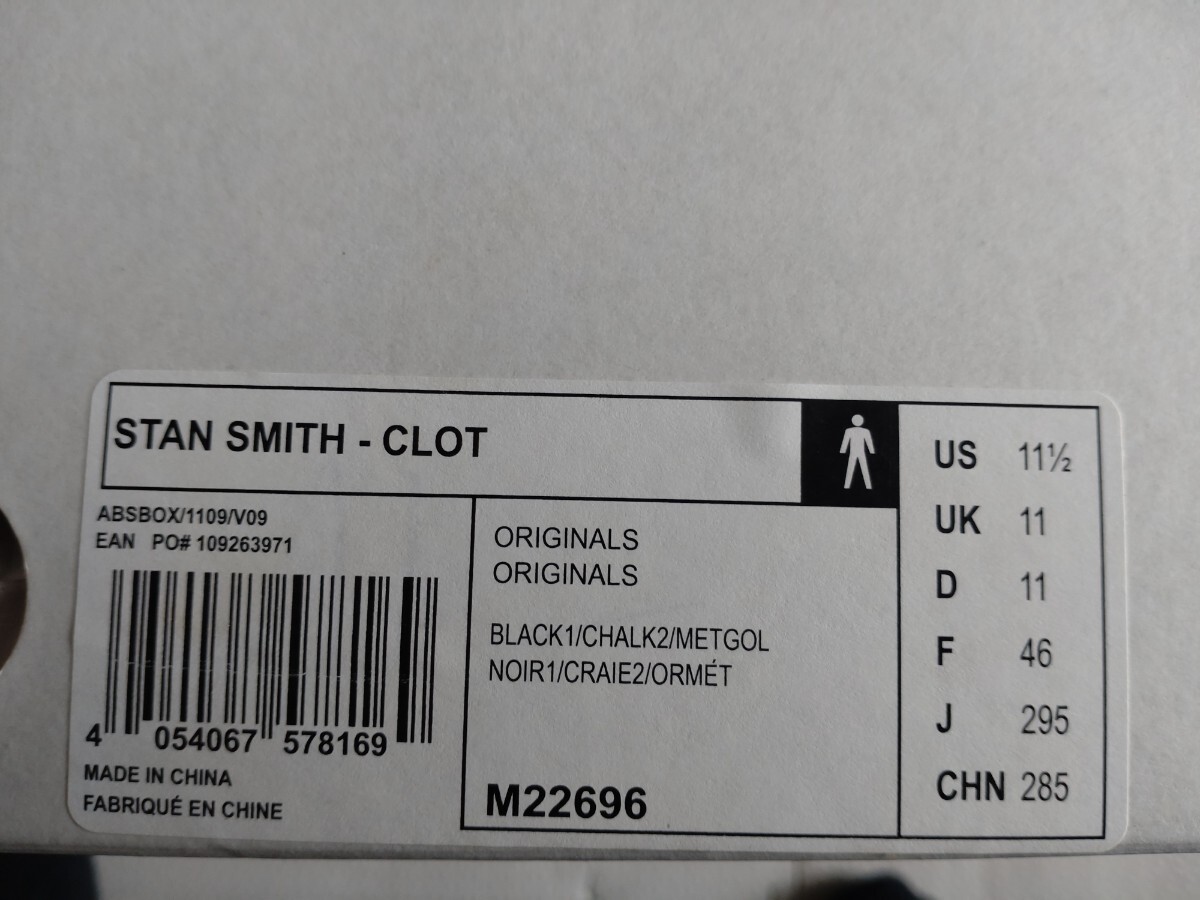 STAN SMITH - CLOT
ABSBOX/1109/V09
EAN PO# 109263971
4 054067 578169
MADE IN CHINA
FABRIQUÉ EN CHINE
ORIGINALS
ORIGINALS
BLACK1/CHALK2/METGOL
NOIR1/CRAIE2/ORMÉT
M22696
US 11½
UK 11
D 11
F 46
J 295
CHN 285